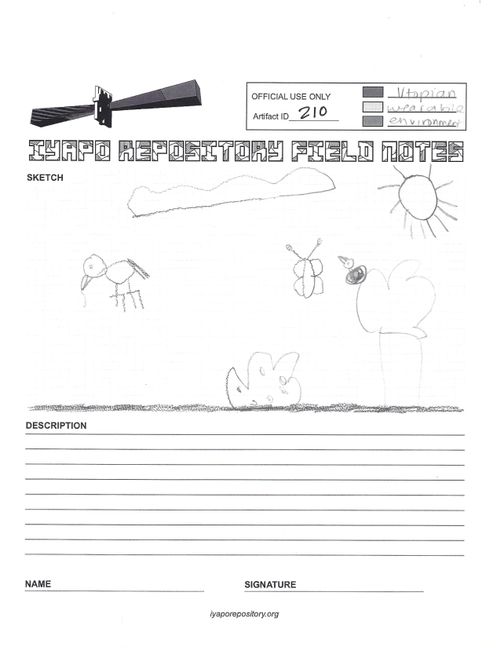 OFFICIAL USE ONLY
Artifact ID 210
Utopian
wearable
environment
IYAPO REPOSITORY FIELD NOTES
SKETCH
DESCRIPTION
NAME
SIGNATURE
iyaporepository.org